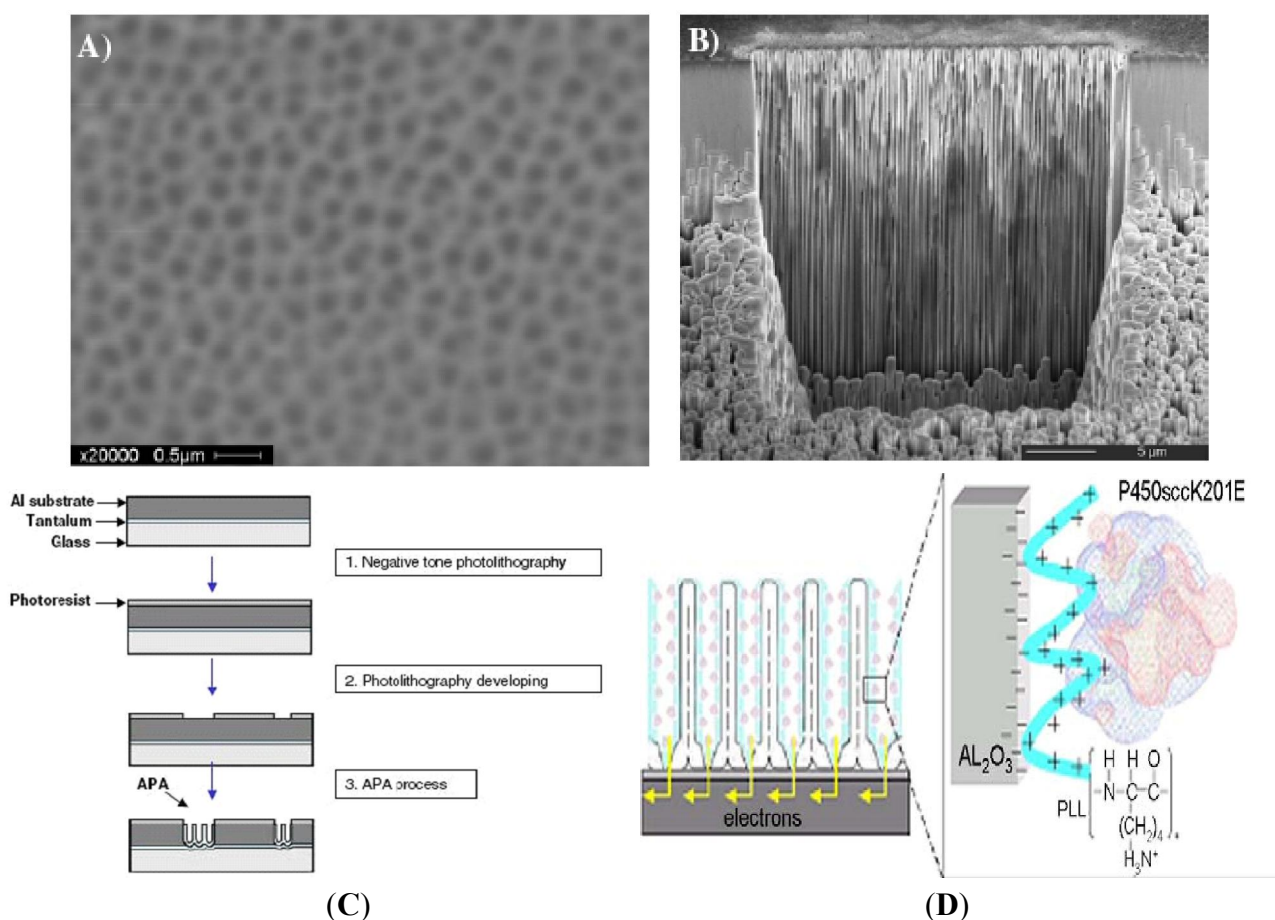 A)
x20000 0.5μm
B)
5 μm
Al substrate
Tantalum
Glass
1. Negative tone photolithography
Photoresist
2. Photolithography developing
3. APA process
APA
(C)
P450sccK201E
AL2O3
electrons
PLL
H H O
N C C
(CH2)4
H3N+
(D)